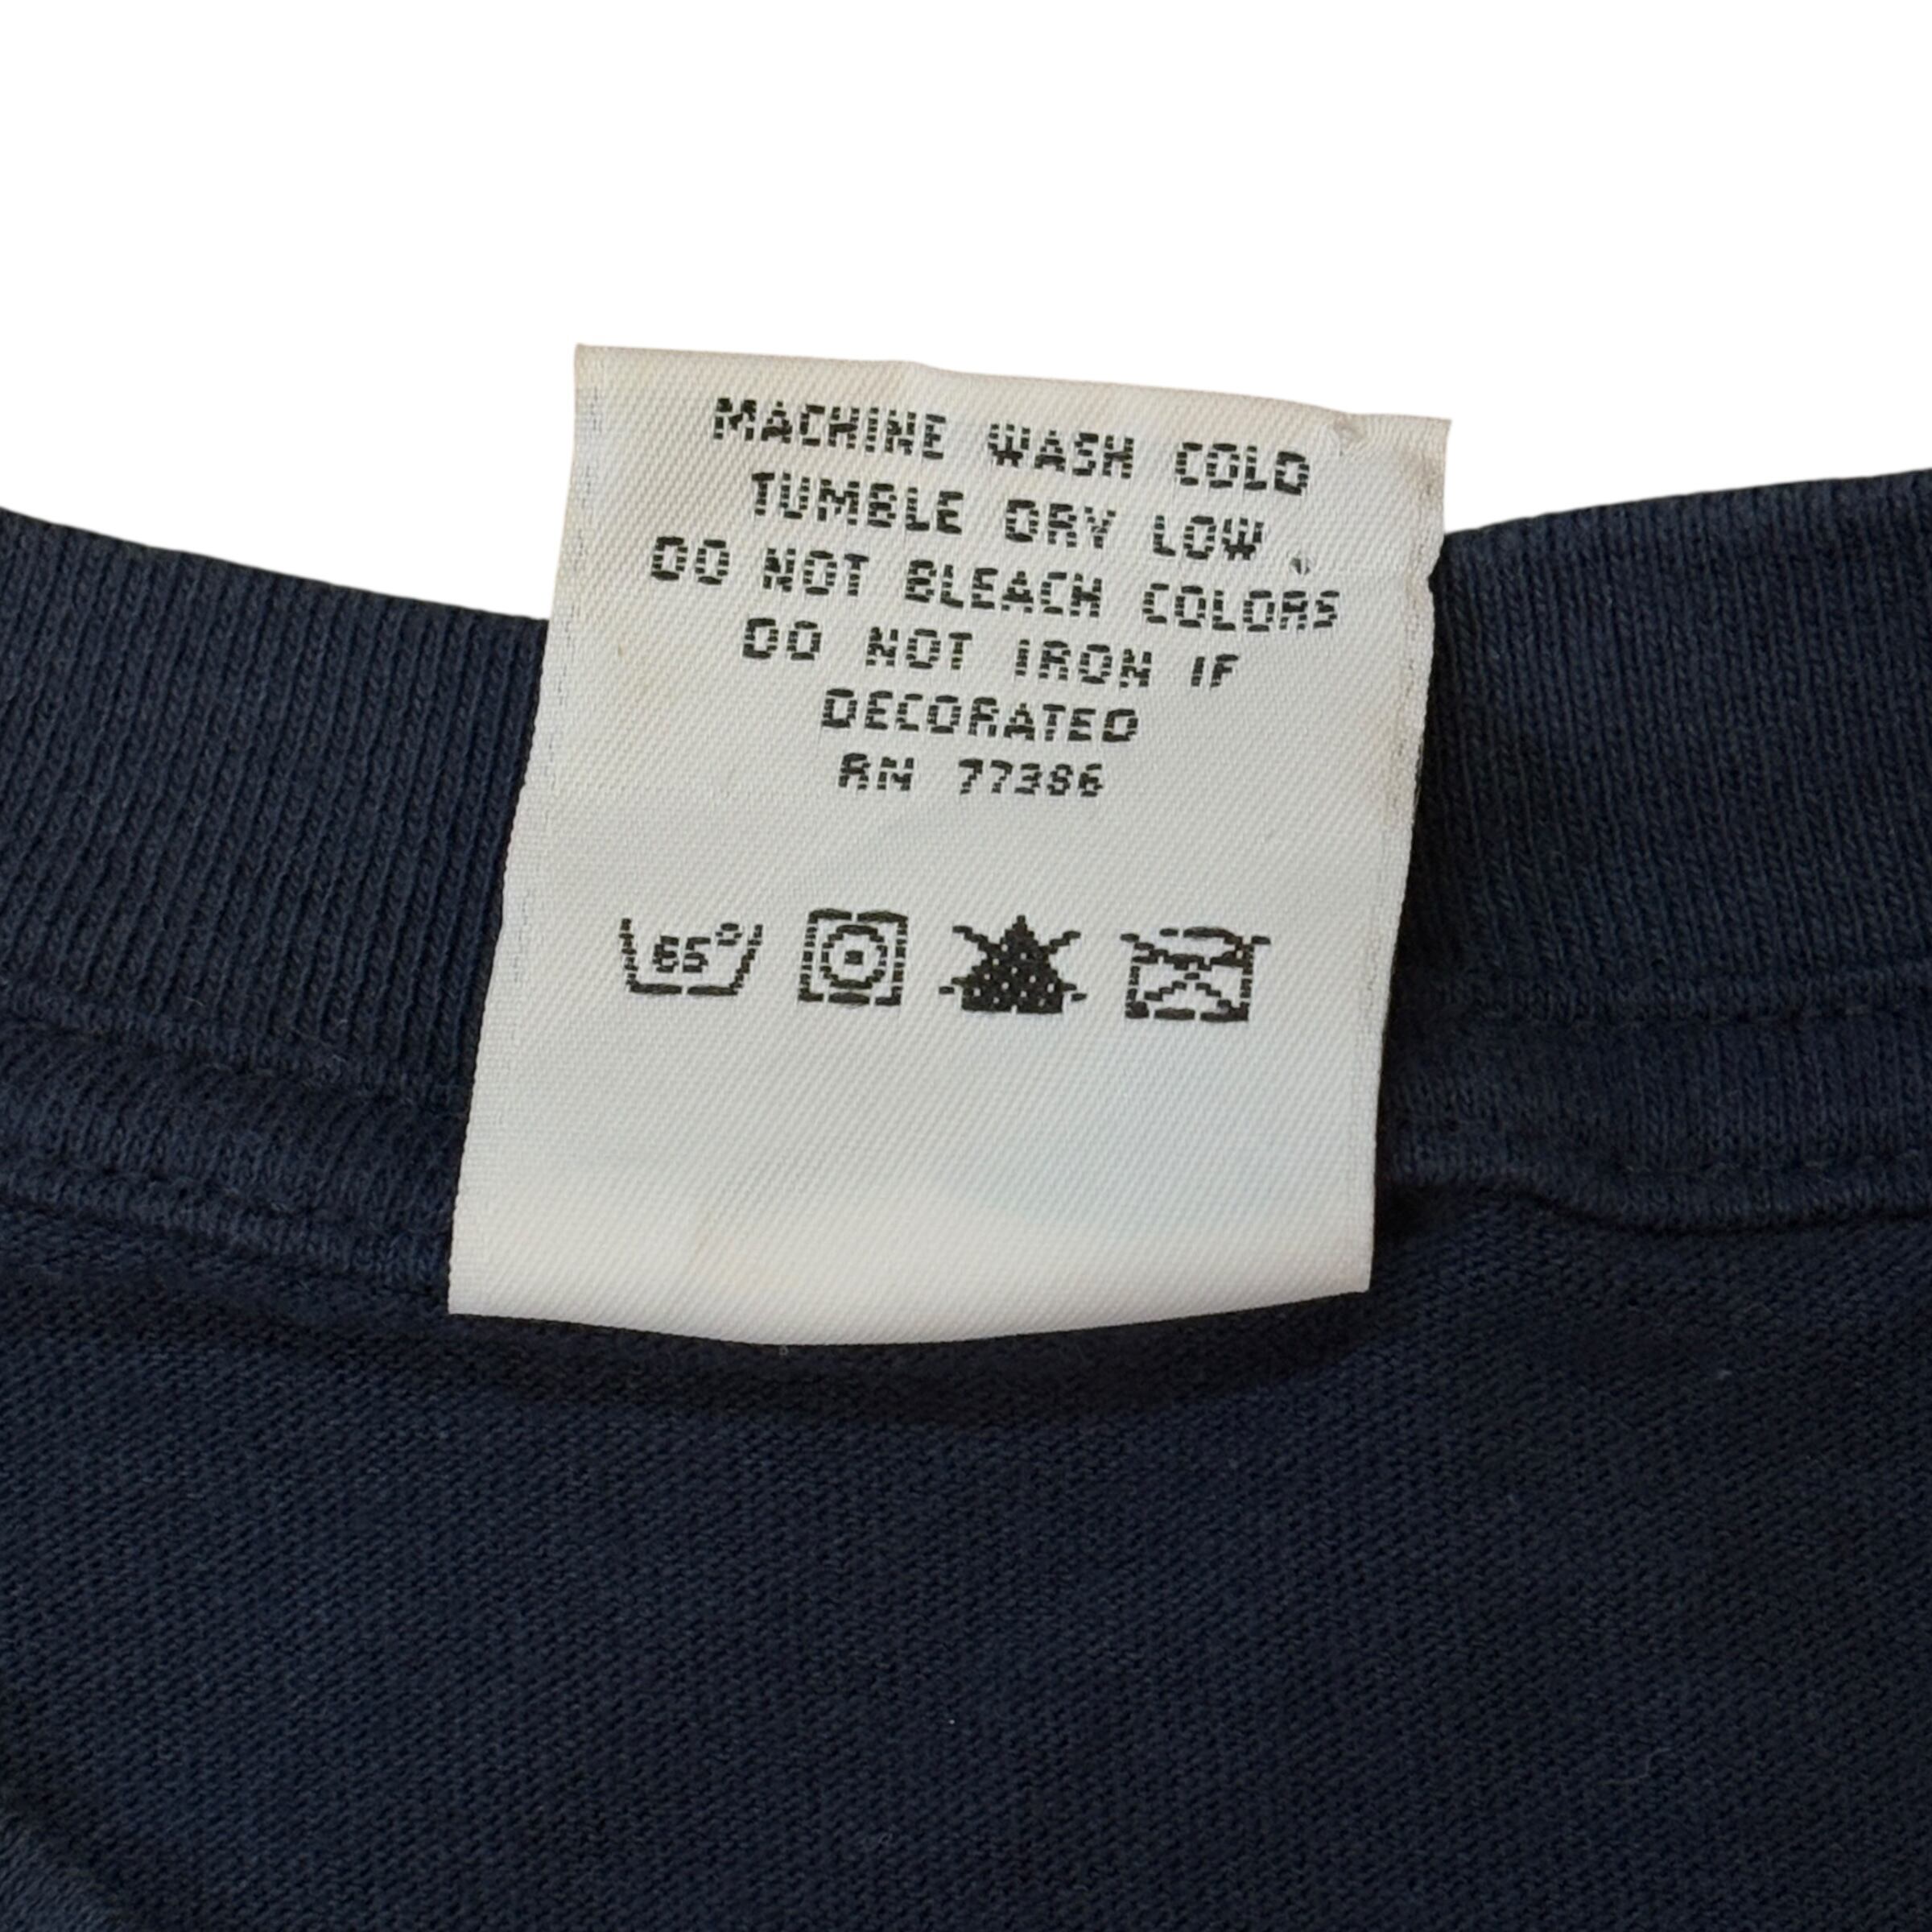 MACHINE WASH COLD
TUMBLE DRY LOW
DO NOT BLEACH COLORS
DO NOT IRON IF
DECORATED
RN 77386
65°